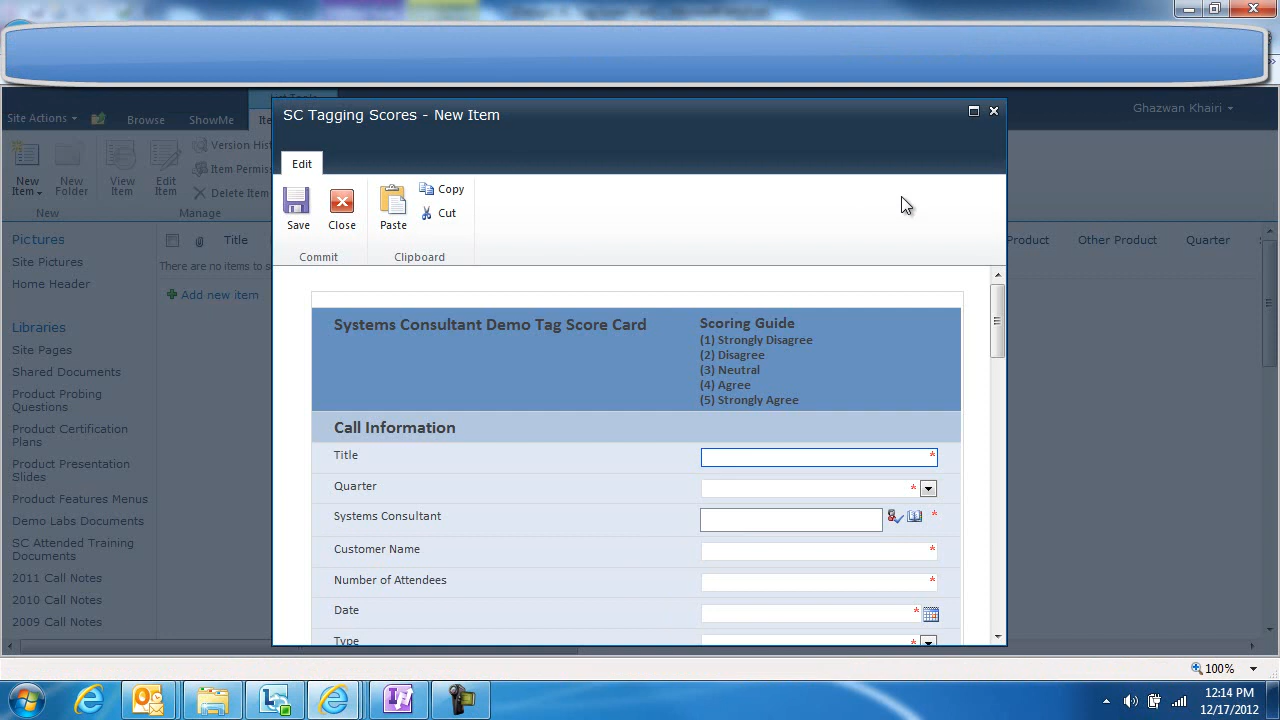 Ghazwan Khairi
Site Actions
Browse
ShowMe
New
Item
New
Folder
View
Item
Edit
Item
Version Hist
Item Permis
Delete Item
New
Manage
SC Tagging Scores - New Item
Edit
Save
Close
Paste
Copy
Cut
Commit
Clipboard
Pictures
Site Pictures
Home Header
Libraries
Site Pages
Shared Documents
Product Probing
Questions
Product Certification
Plans
Product Presentation
Slides
Product Features Menus
Demo Labs Documents
SC Attended Training
Documents
2011 Call Notes
2010 Call Notes
2009 Call Notes
Title
There are no items to s
Add new item
Product
Other Product
Quarter
Systems Consultant Demo Tag Score Card
Scoring Guide
(1) Strongly Disagree
(2) Disagree
(3) Neutral
(4) Agree
(5) Strongly Agree
Call Information
Title *
Quarter *
Systems Consultant *
Customer Name *
Number of Attendees *
Date *
Type *
100%
12:14 PM
12/17/2012